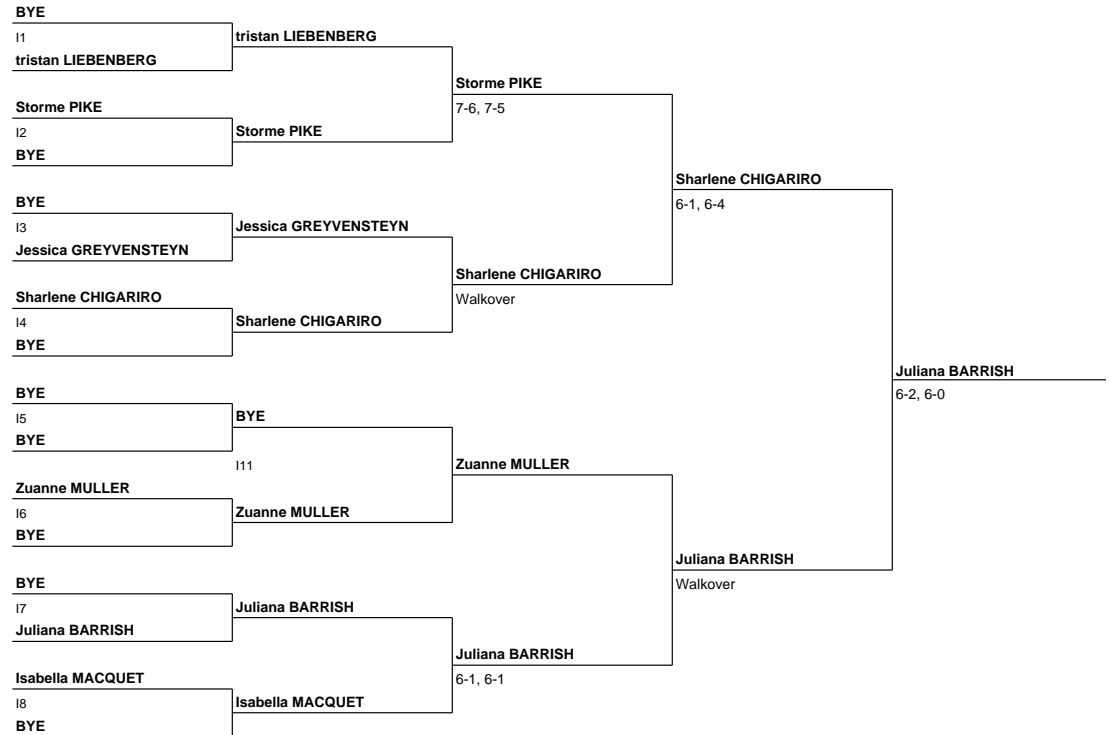 BYE
I1
tristan LIEBENBERG
tristan LIEBENBERG
Storme PIKE
7-6, 7-5
Storme PIKE
I2
BYE
Storme PIKE
Sharlene CHIGARIRO
6-1, 6-4
BYE
I3
Jessica GREYVENSTEYN
Jessica GREYVENSTEYN
Sharlene CHIGARIRO
Walkover
Sharlene CHIGARIRO
I4
BYE
Sharlene CHIGARIRO
Juliana BARRISH
6-2, 6-0
BYE
I5
BYE
BYE
I11
Zuanne MULLER
Zuanne MULLER
I6
BYE
Zuanne MULLER
Juliana BARRISH
Walkover
BYE
I7
Juliana BARRISH
Juliana BARRISH
Juliana BARRISH
6-1, 6-1
Isabella MACQUET
I8
BYE
Isabella MACQUET